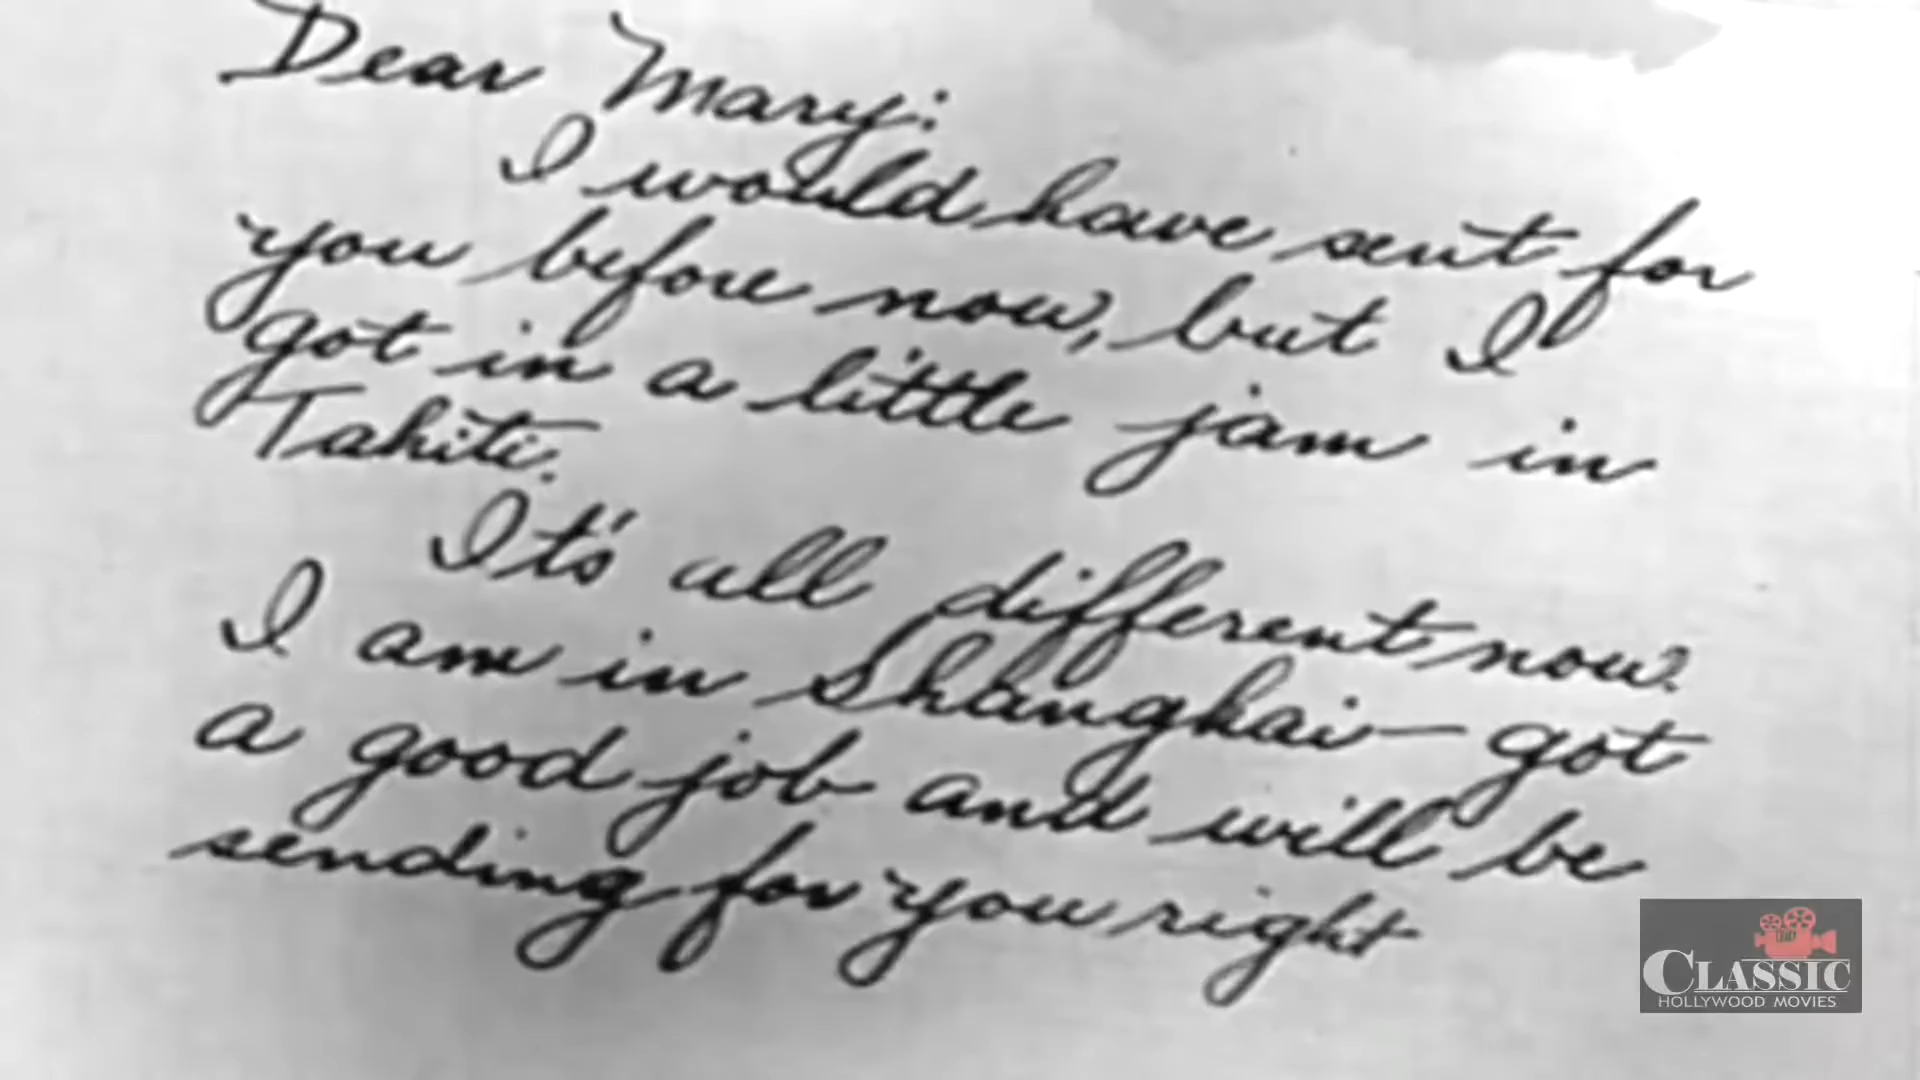 Dear Mary:
I would have sent for
you before now, but I
got in a little jam in
Tahiti.
It's all different now.
I am in Shanghai— got
a good job and will be
sending for you right
CLASSIC
HOLLYWOOD MOVIES